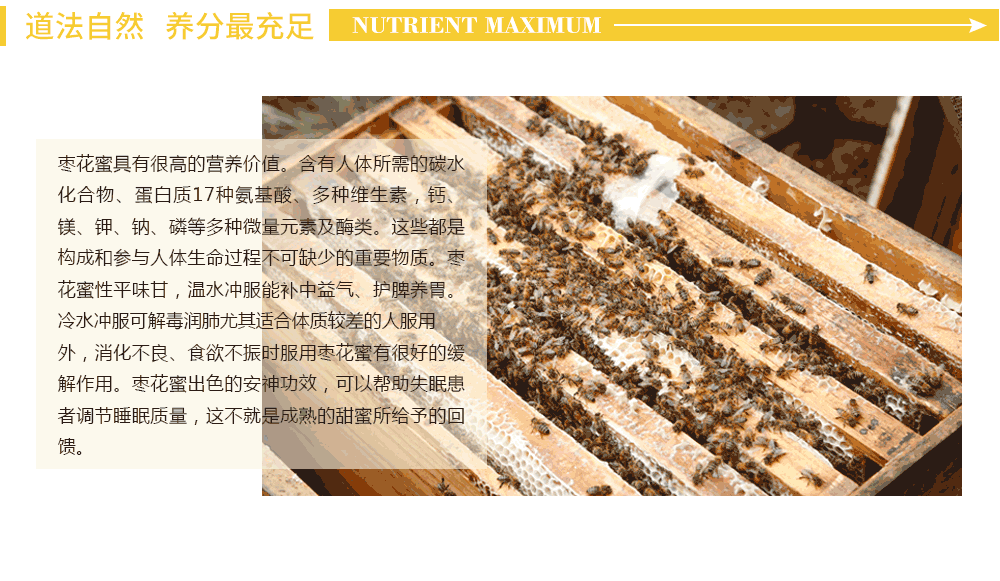 道法自然 养分最充足
NUTRIENT MAXIMUM
枣花蜜具有很高的营养价值。含有人体所需的碳水
化合物、蛋白质17种氨基酸、多种维生素，钙、
镁、钾、钠、磷等多种微量元素及酶类。这些都是
构成和参与人体生命过程不可缺少的重要物质。枣
花蜜性平味甘，温水冲服能补中益气、护脾养胃。
冷水冲服可解毒润肺尤其适合体质较差的人服用
外，消化不良、食欲不振时服用枣花蜜有很好的缓
解作用。枣花蜜出色的安神功效，可以帮助失眠患
者调节睡眠质量，这不就是成熟的甜蜜所给予的回
馈。